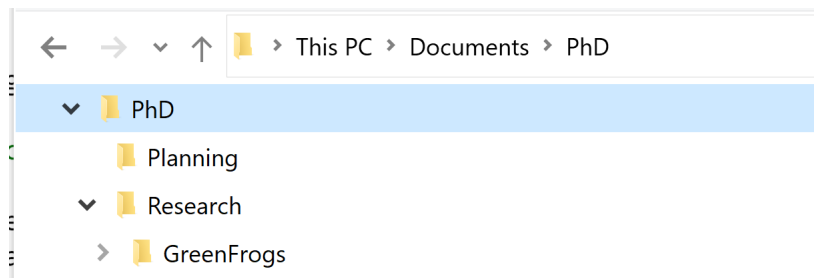 This PC > Documents > PhD
PhD
Planning
Research
GreenFrogs